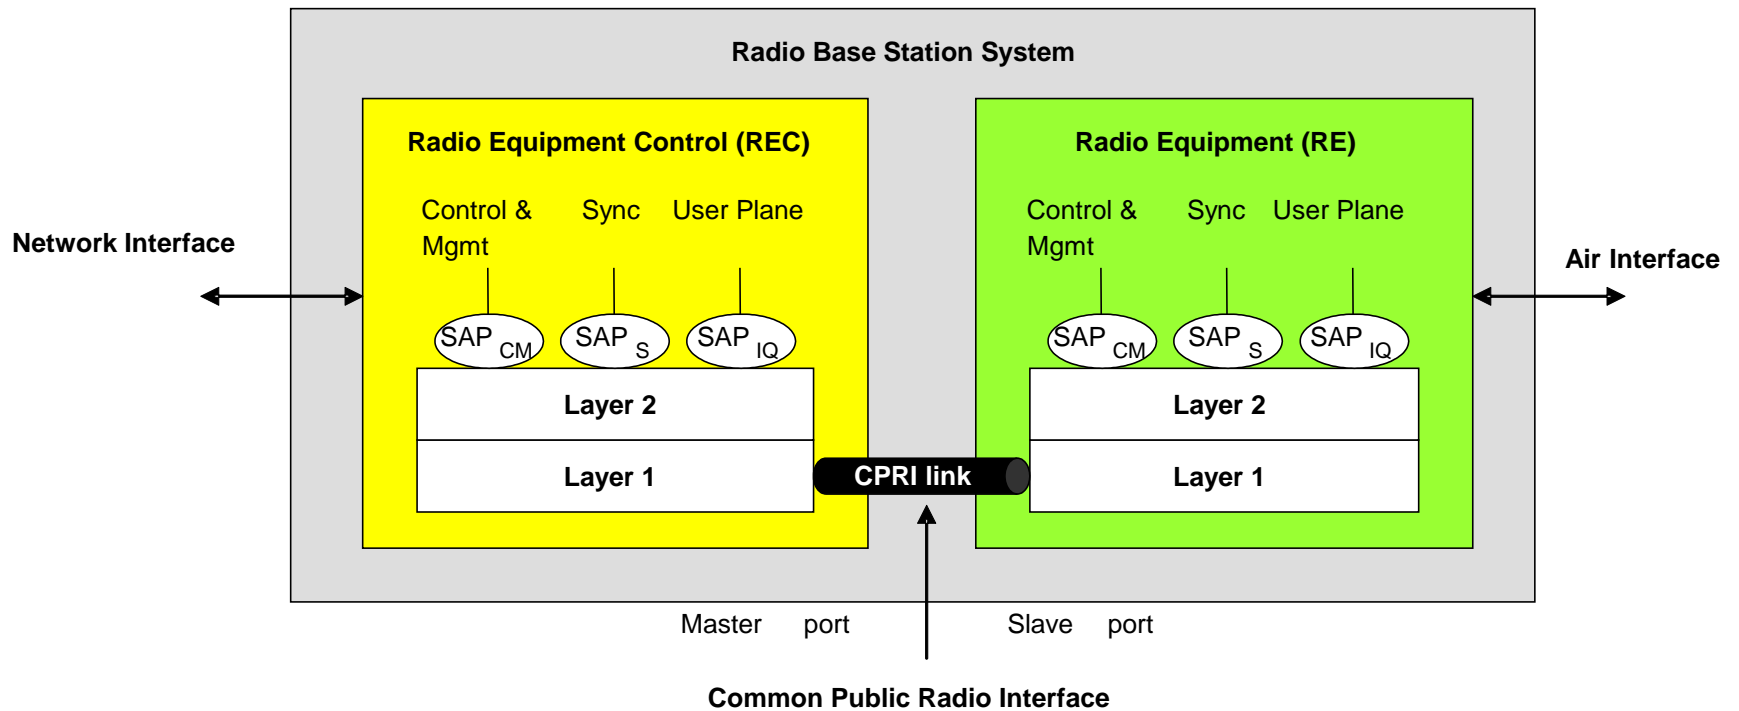 Radio Base Station System
Radio Equipment Control (REC)
Radio Equipment (RE)
Control & Mgmt
Sync
User Plane
Control & Mgmt
Sync
User Plane
Network Interface
Air Interface
SAP CM
SAP S
SAP IQ
SAP CM
SAP S
SAP IQ
Layer 2
Layer 2
Layer 1
CPRI link
Layer 1
Master port
Slave port
Common Public Radio Interface